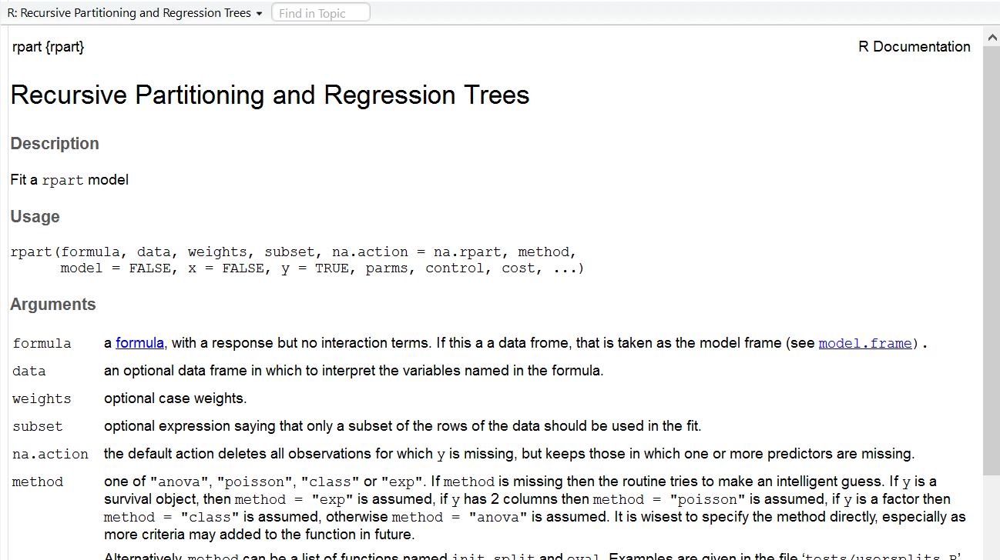 R: Recursive Partitioning and Regression Trees
Find in Topic
rpart {rpart}
R Documentation
Recursive Partitioning and Regression Trees
Description
Fit a rpart model
Usage
rpart(formula, data, weights, subset, na.action = na.rpart, method,
model = FALSE, x = FALSE, y = TRUE, parms, control, cost, ...)
Arguments
formula a formula, with a response but no interaction terms. If this a a data frome, that is taken as the model frame (see model.frame).
data an optional data frame in which to interpret the variables named in the formula.
weights optional case weights.
subset optional expression saying that only a subset of the rows of the data should be used in the fit.
na.action the default action deletes all observations for which y is missing, but keeps those in which one or more predictors are missing.
method one of "anova", "poisson", "class" or "exp". If method is missing then the routine tries to make an intelligent guess. If y is a
survival object, then method = "exp" is assumed, if y has 2 columns then method = "poisson" is assumed, if y is a factor then
method = "class" is assumed, otherwise method = "anova" is assumed. It is wisest to specify the method directly, especially as
more criteria may added to the function in future.
Alternatively, method can be a list of functions named init, split and eval. Examples are given in the file ‘tests/usersplits.R’